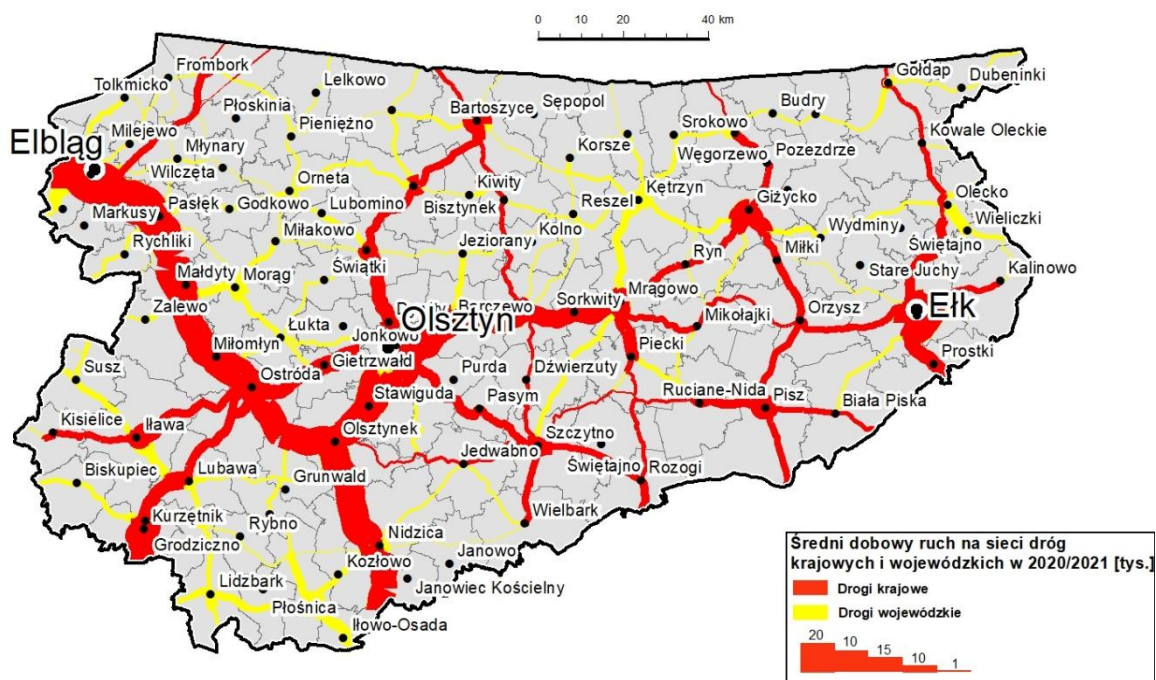 0 10 20 40 km
Gołdap
Dubeninki
Frombork
Lelkowo
Tolkmicko
Sępopol
Budry
Płoskinia
Bartoszyce
Pieniężno
Srokowo
Kowale Oleckie
Elbląg
Milejewo
Korsze
Młynary
Węgorzewo
Pozezdrze
Wilczęta
Orneta
Kiwity
Kętrzyn
Olecko
Markusy
Pasłęk
Godkowo
Lubomino
Bisztynek
Reszel
Giżycko
Wieliczki
Rychliki
Miłakowo
Jeziorany
Kolno
Wydminy
Świętajno
Świątki
Ryn
Miłki
Stare Juchy
Kalinowo
Małdyty
Morąg
Zalewo
Barczewo
Sorkwity
Mrągowo
Orzysz
Ełk
Łukta
Jonkowo
Olsztyn
Mikołajki
Miłomłyn
Gietrzwałd
Piecki
Prostki
Susz
Ostróda
Purda
Dźwierzuty
Stawiguda
Pasym
Ruciane-Nida
Pisz
Biała Piska
Kisielice
Iława
Olsztynek
Szczytno
Biskupiec
Lubawa
Jedwabno
Świętajno
Rozogi
Grunwald
Kurzętnik
Rybno
Wielbark
Grodziczno
Nidzica
Janowo
Kozłowo
Lidzbark
Janowiec Kościelny
Płośnica
Iłowo-Osada
Średni dobowy ruch na sieci dróg
krajowych i wojewódzkich w 2020/2021 [tys.]
Drogi krajowe
Drogi wojewódzkie
20 10 15 10 1